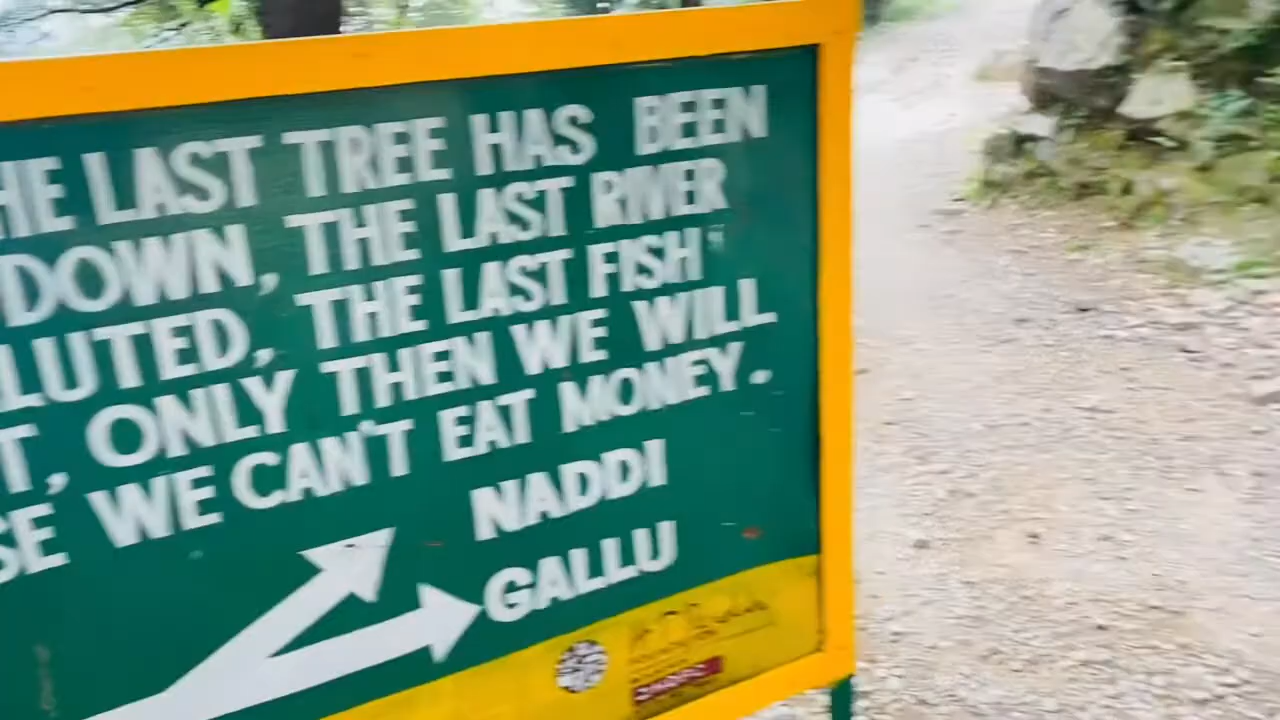 HE LAST TREE HAS BEEN
DOWN, THE LAST RIVER
LUTED, THE LAST FISH
T, ONLY THEN WE WILL
SE WE CAN'T EAT MONEY.
NADDI
GALLU